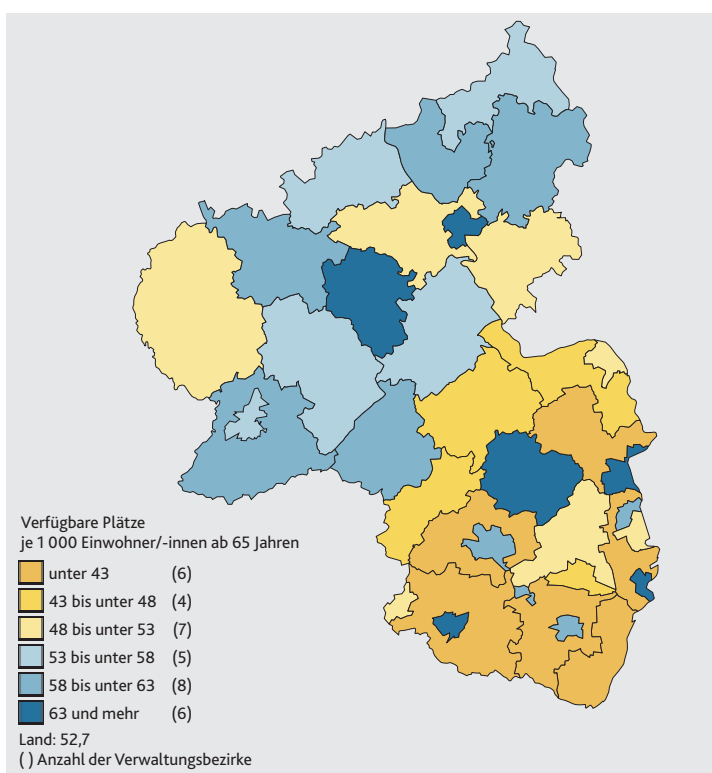 Verfügbare Plätze
je 1 000 Einwohner/-innen ab 65 Jahren
unter 43 (6)
43 bis unter 48 (4)
48 bis unter 53 (7)
53 bis unter 58 (5)
58 bis unter 63 (8)
63 und mehr (6)
Land: 52,7
( ) Anzahl der Verwaltungsbezirke